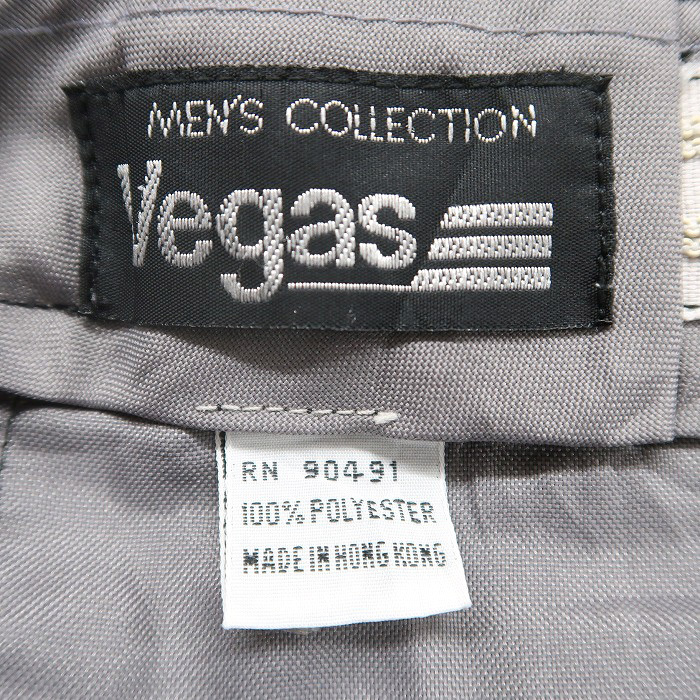 MEN'S COLLECTION
Vegas
RN 90491
100% POLYESTER
MADE IN HONG KONG